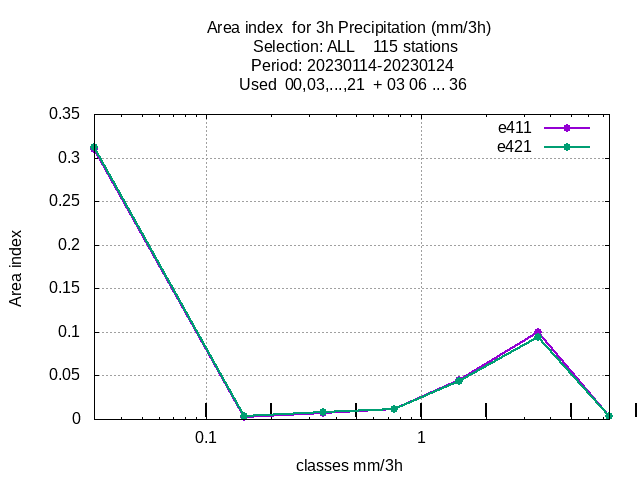 Area index  for 3h Precipitation (mm/3h)
Selection: ALL    115 stations
Period: 20230114-20230124
Used  00,03,...,21  + 03 06 ... 36
e411
e421
0.35
0.3
0.25
0.2
0.15
0.1
0.05
0
Area index
0.1
1
classes mm/3h